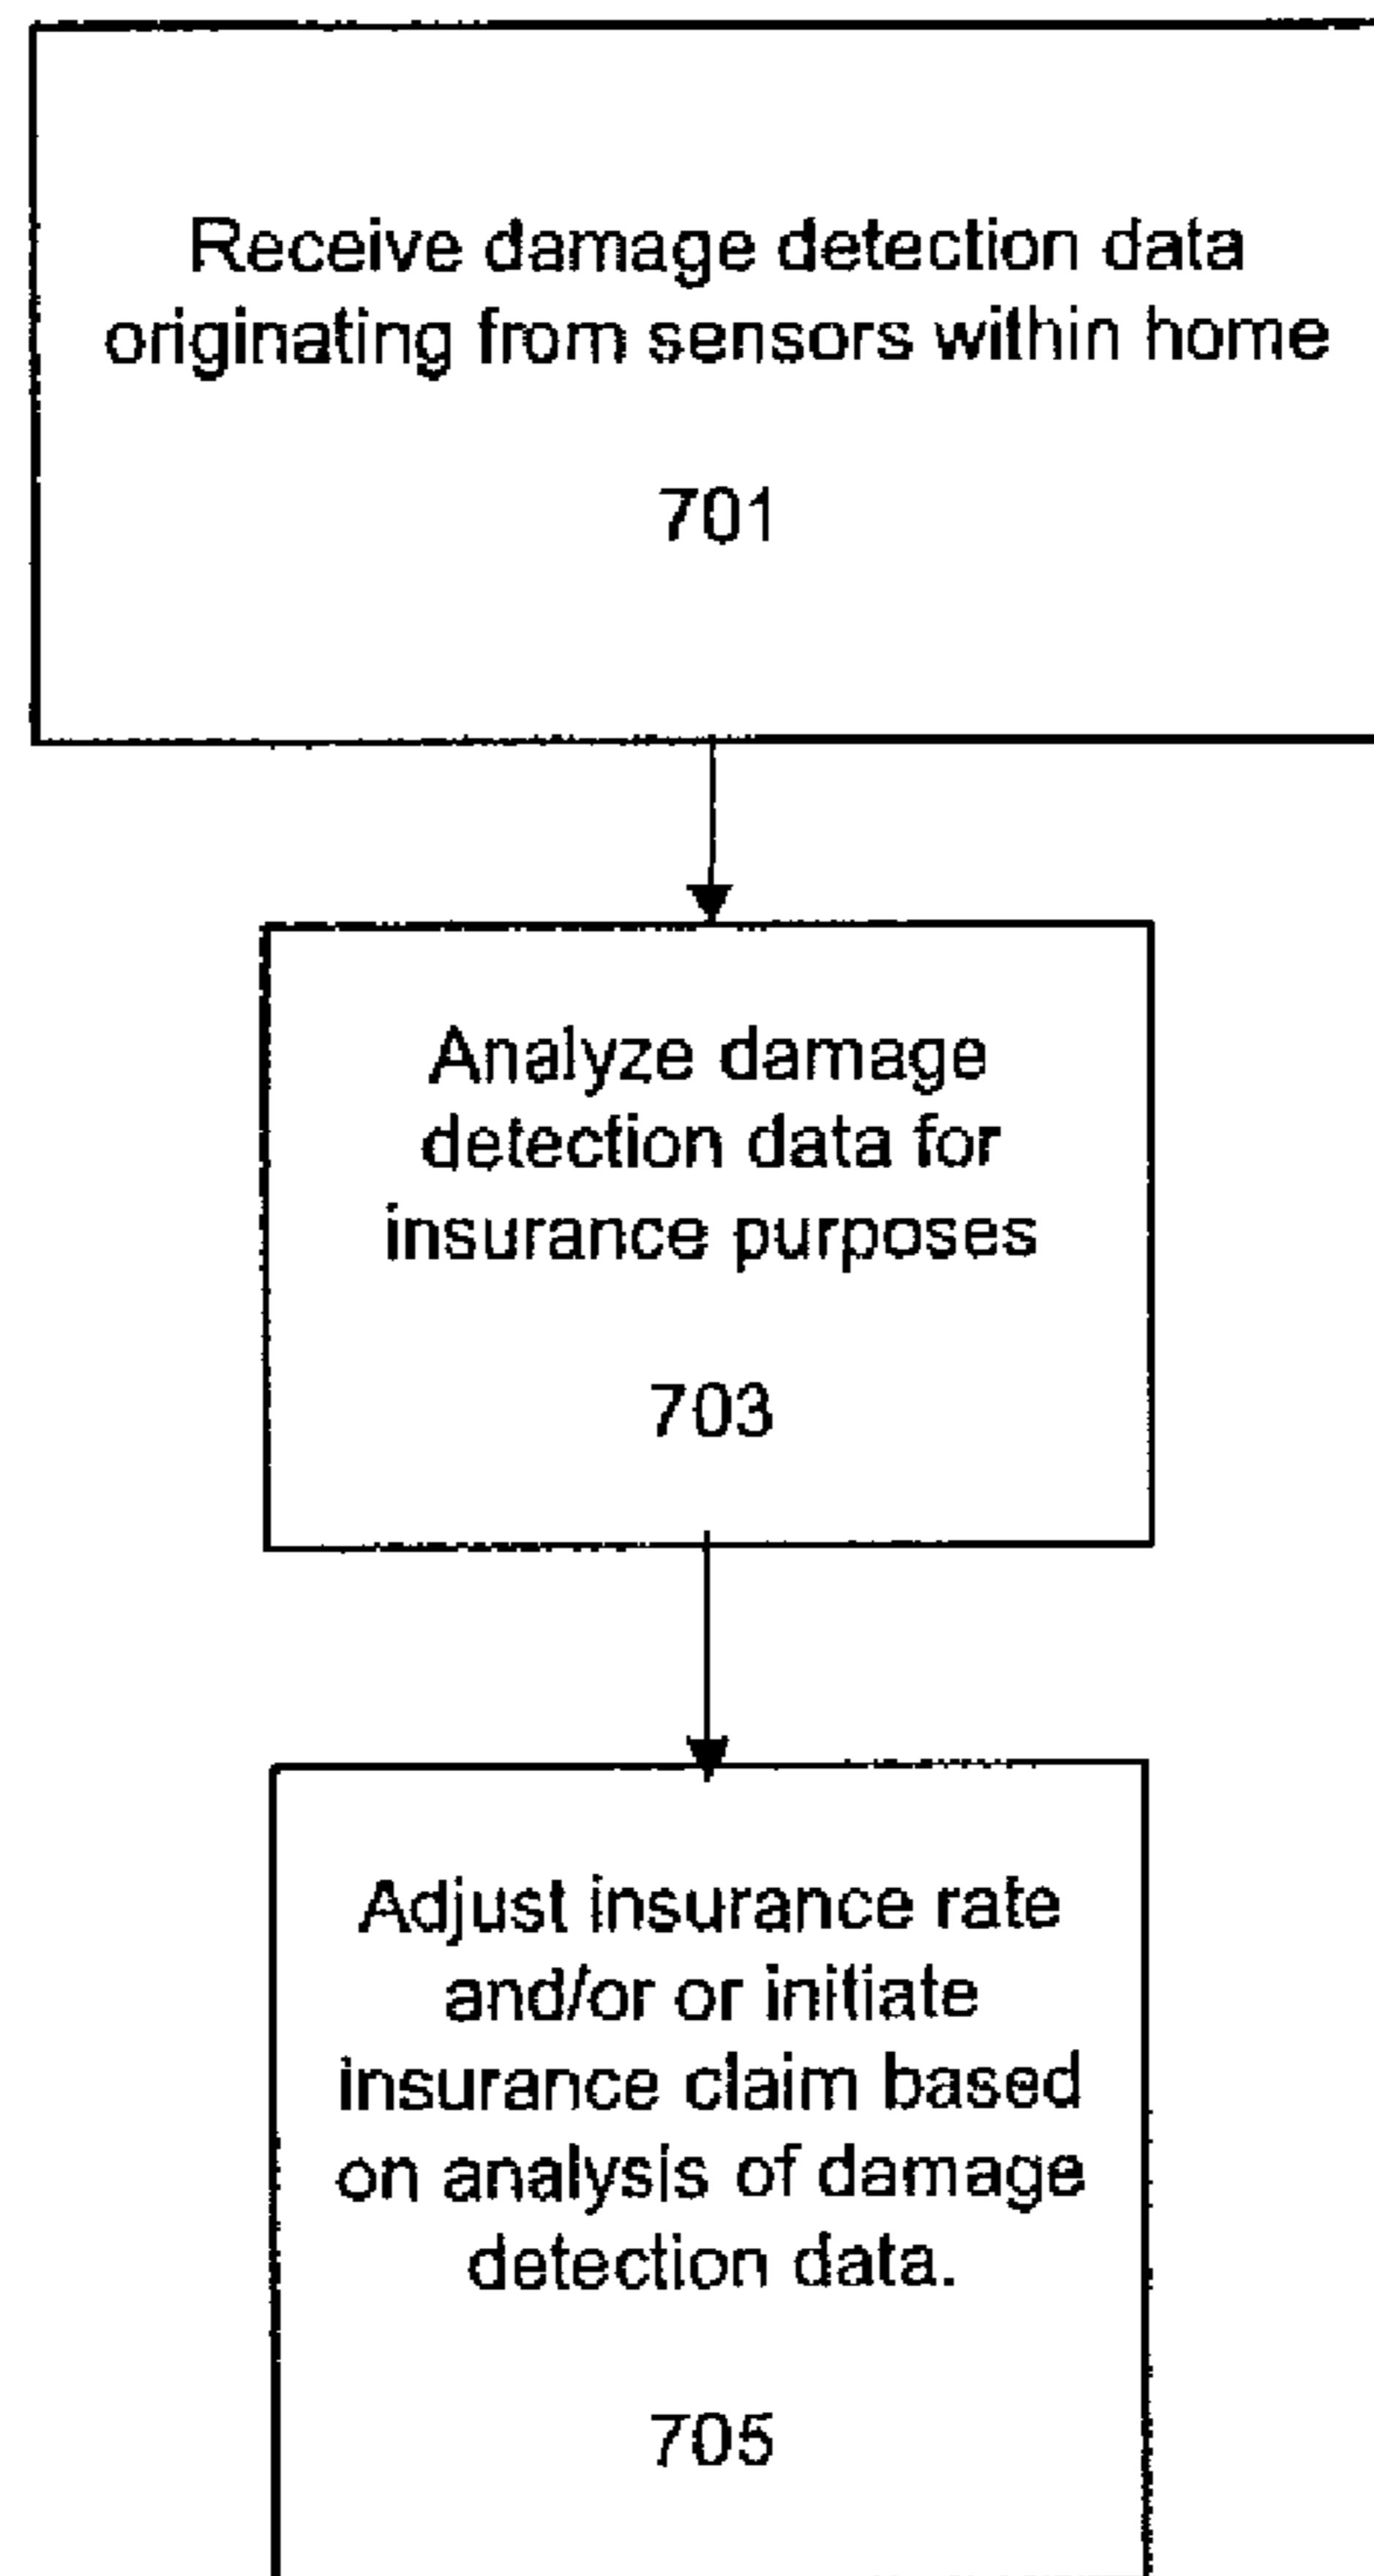 Receive damage detection data
originating from sensors within home
701
Analyze damage
detection data for
insurance purposes
703
Adjust insurance rate
and/or or initiate
insurance claim based
on analysis of damage
detection data.
705